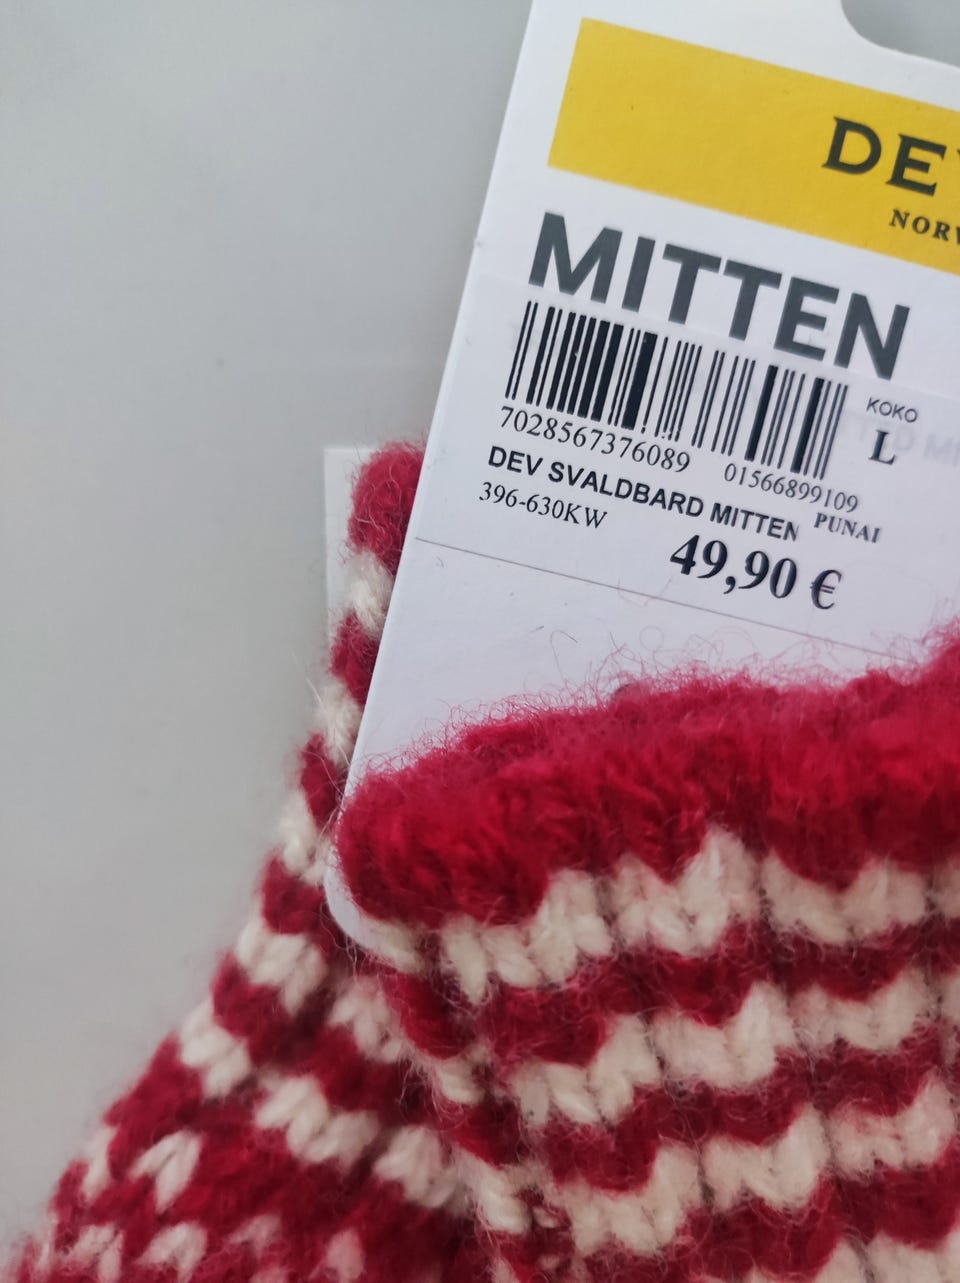 DEV
NORW
MITTEN
KOKO
L
7028567376089 01566899109
DEV SVALDBARD MITTEN PUNAI
396-630KW
49,90 €